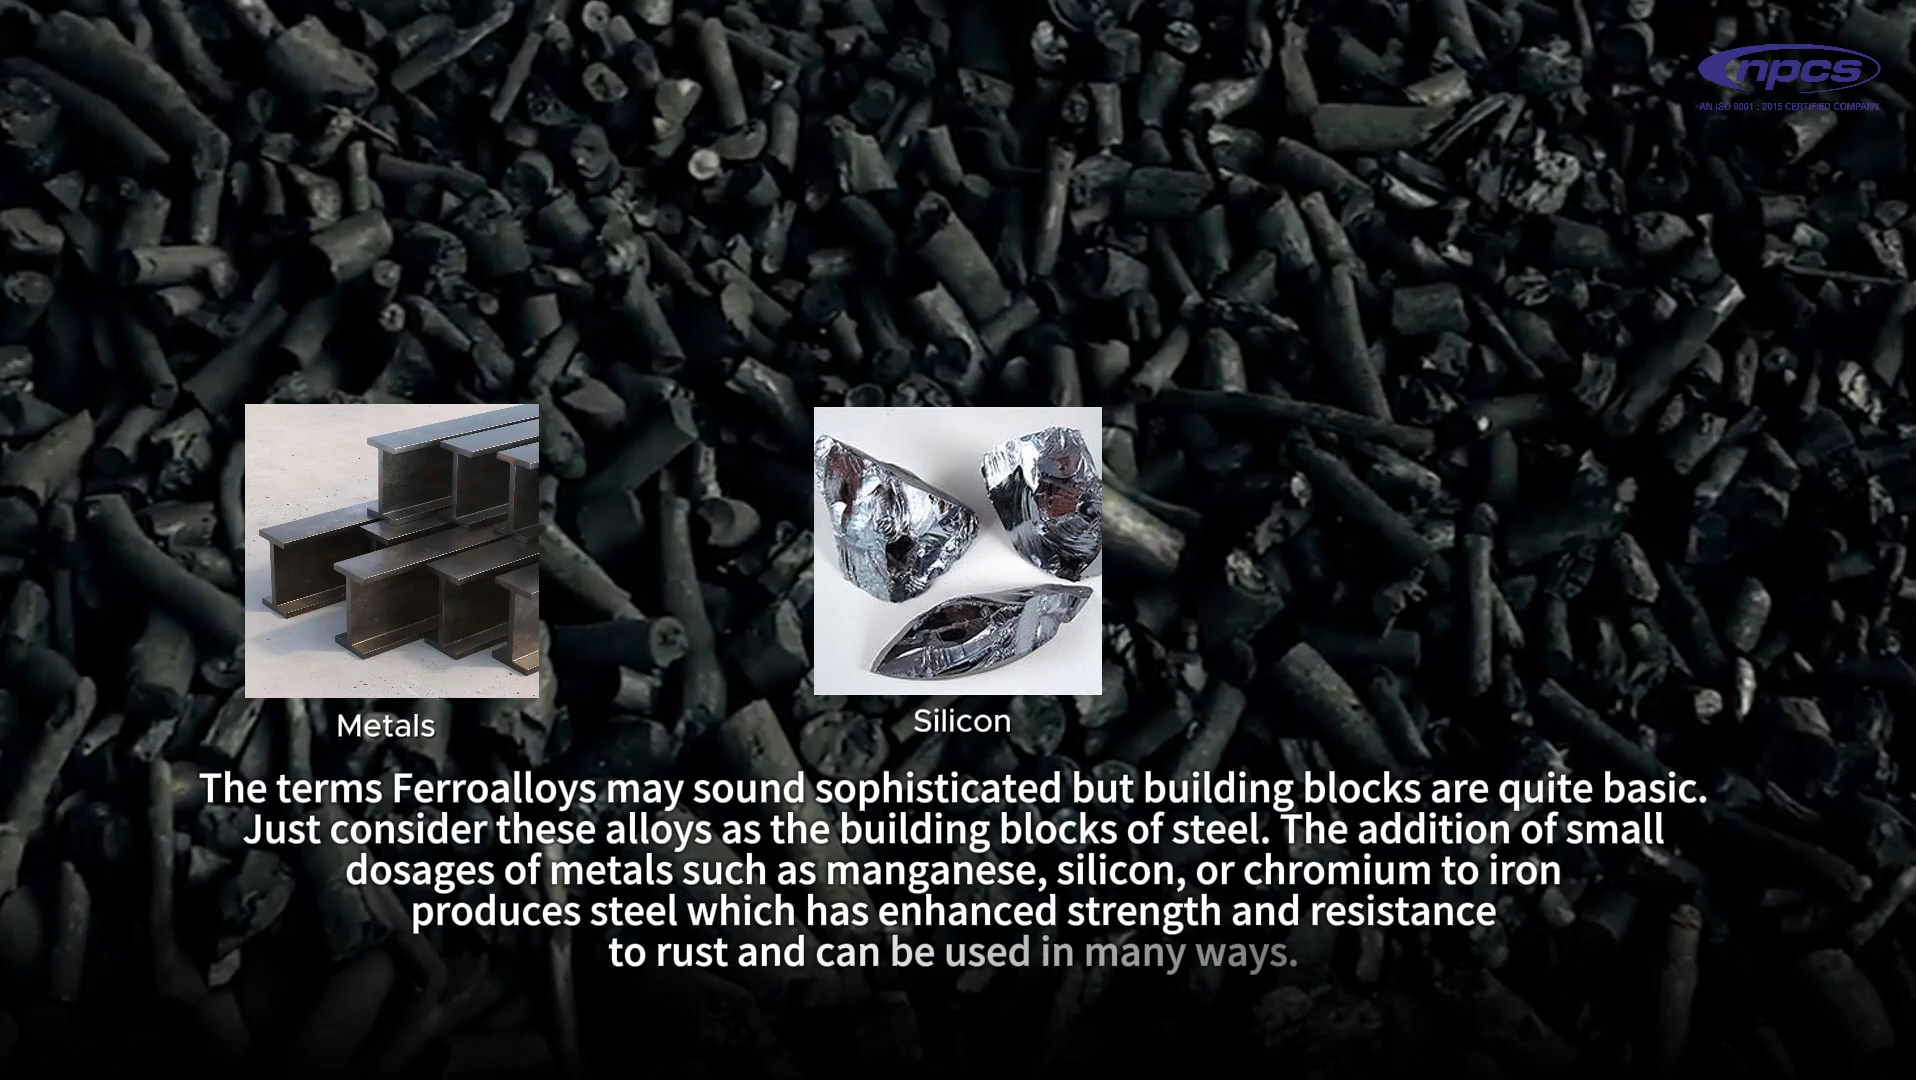 npcs
AN ISO 9001 : 2015 CERTIFIED COMPANY
Metals
Silicon
The terms Ferroalloys may sound sophisticated but building blocks are quite basic.
Just consider these alloys as the building blocks of steel. The addition of small
dosages of metals such as manganese, silicon, or chromium to iron
produces steel which has enhanced strength and resistance
to rust and can be used in many ways.